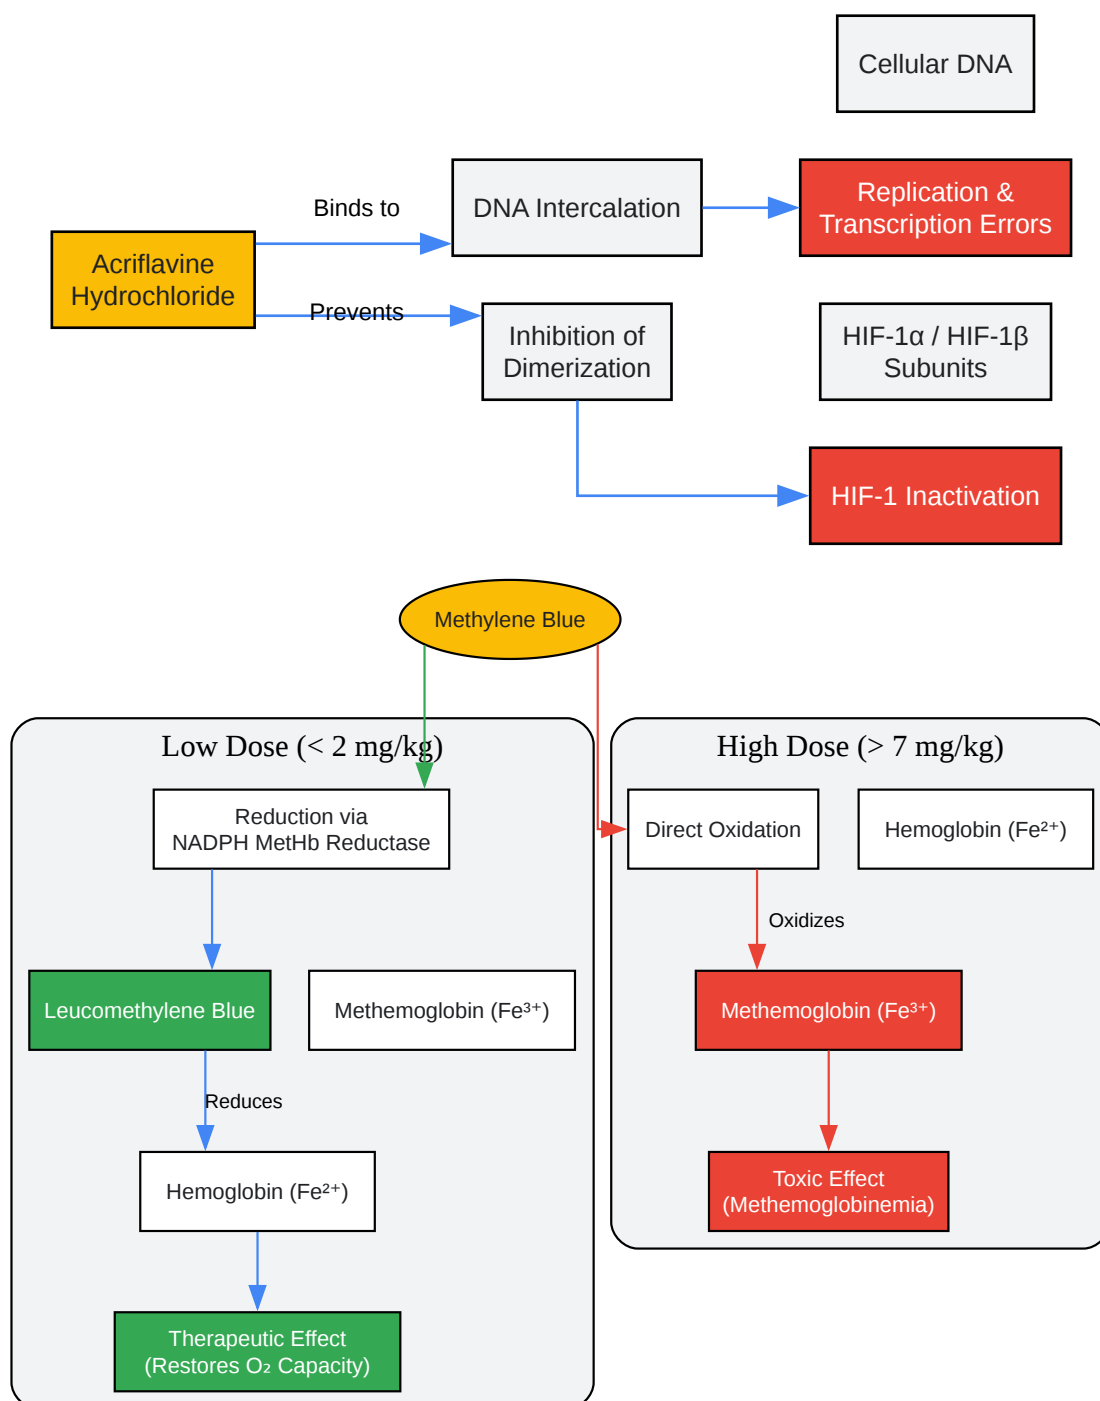 Cellular DNA
Binds to
DNA Intercalation
Replication &
Transcription Errors
Acriflavine
Hydrochloride
Prevents
Inhibition of
Dimerization
HIF-1α / HIF-1β
Subunits
HIF-1 Inactivation
Methylene Blue
Low Dose (< 2 mg/kg)
Reduction via
NADPH MetHb Reductase
Leucomethylene Blue
Methemoglobin (Fe³⁺)
Reduces
Hemoglobin (Fe²⁺)
Therapeutic Effect
(Restores O₂ Capacity)
High Dose (> 7 mg/kg)
Direct Oxidation
Hemoglobin (Fe²⁺)
Oxidizes
Methemoglobin (Fe³⁺)
Toxic Effect
(Methemoglobinemia)